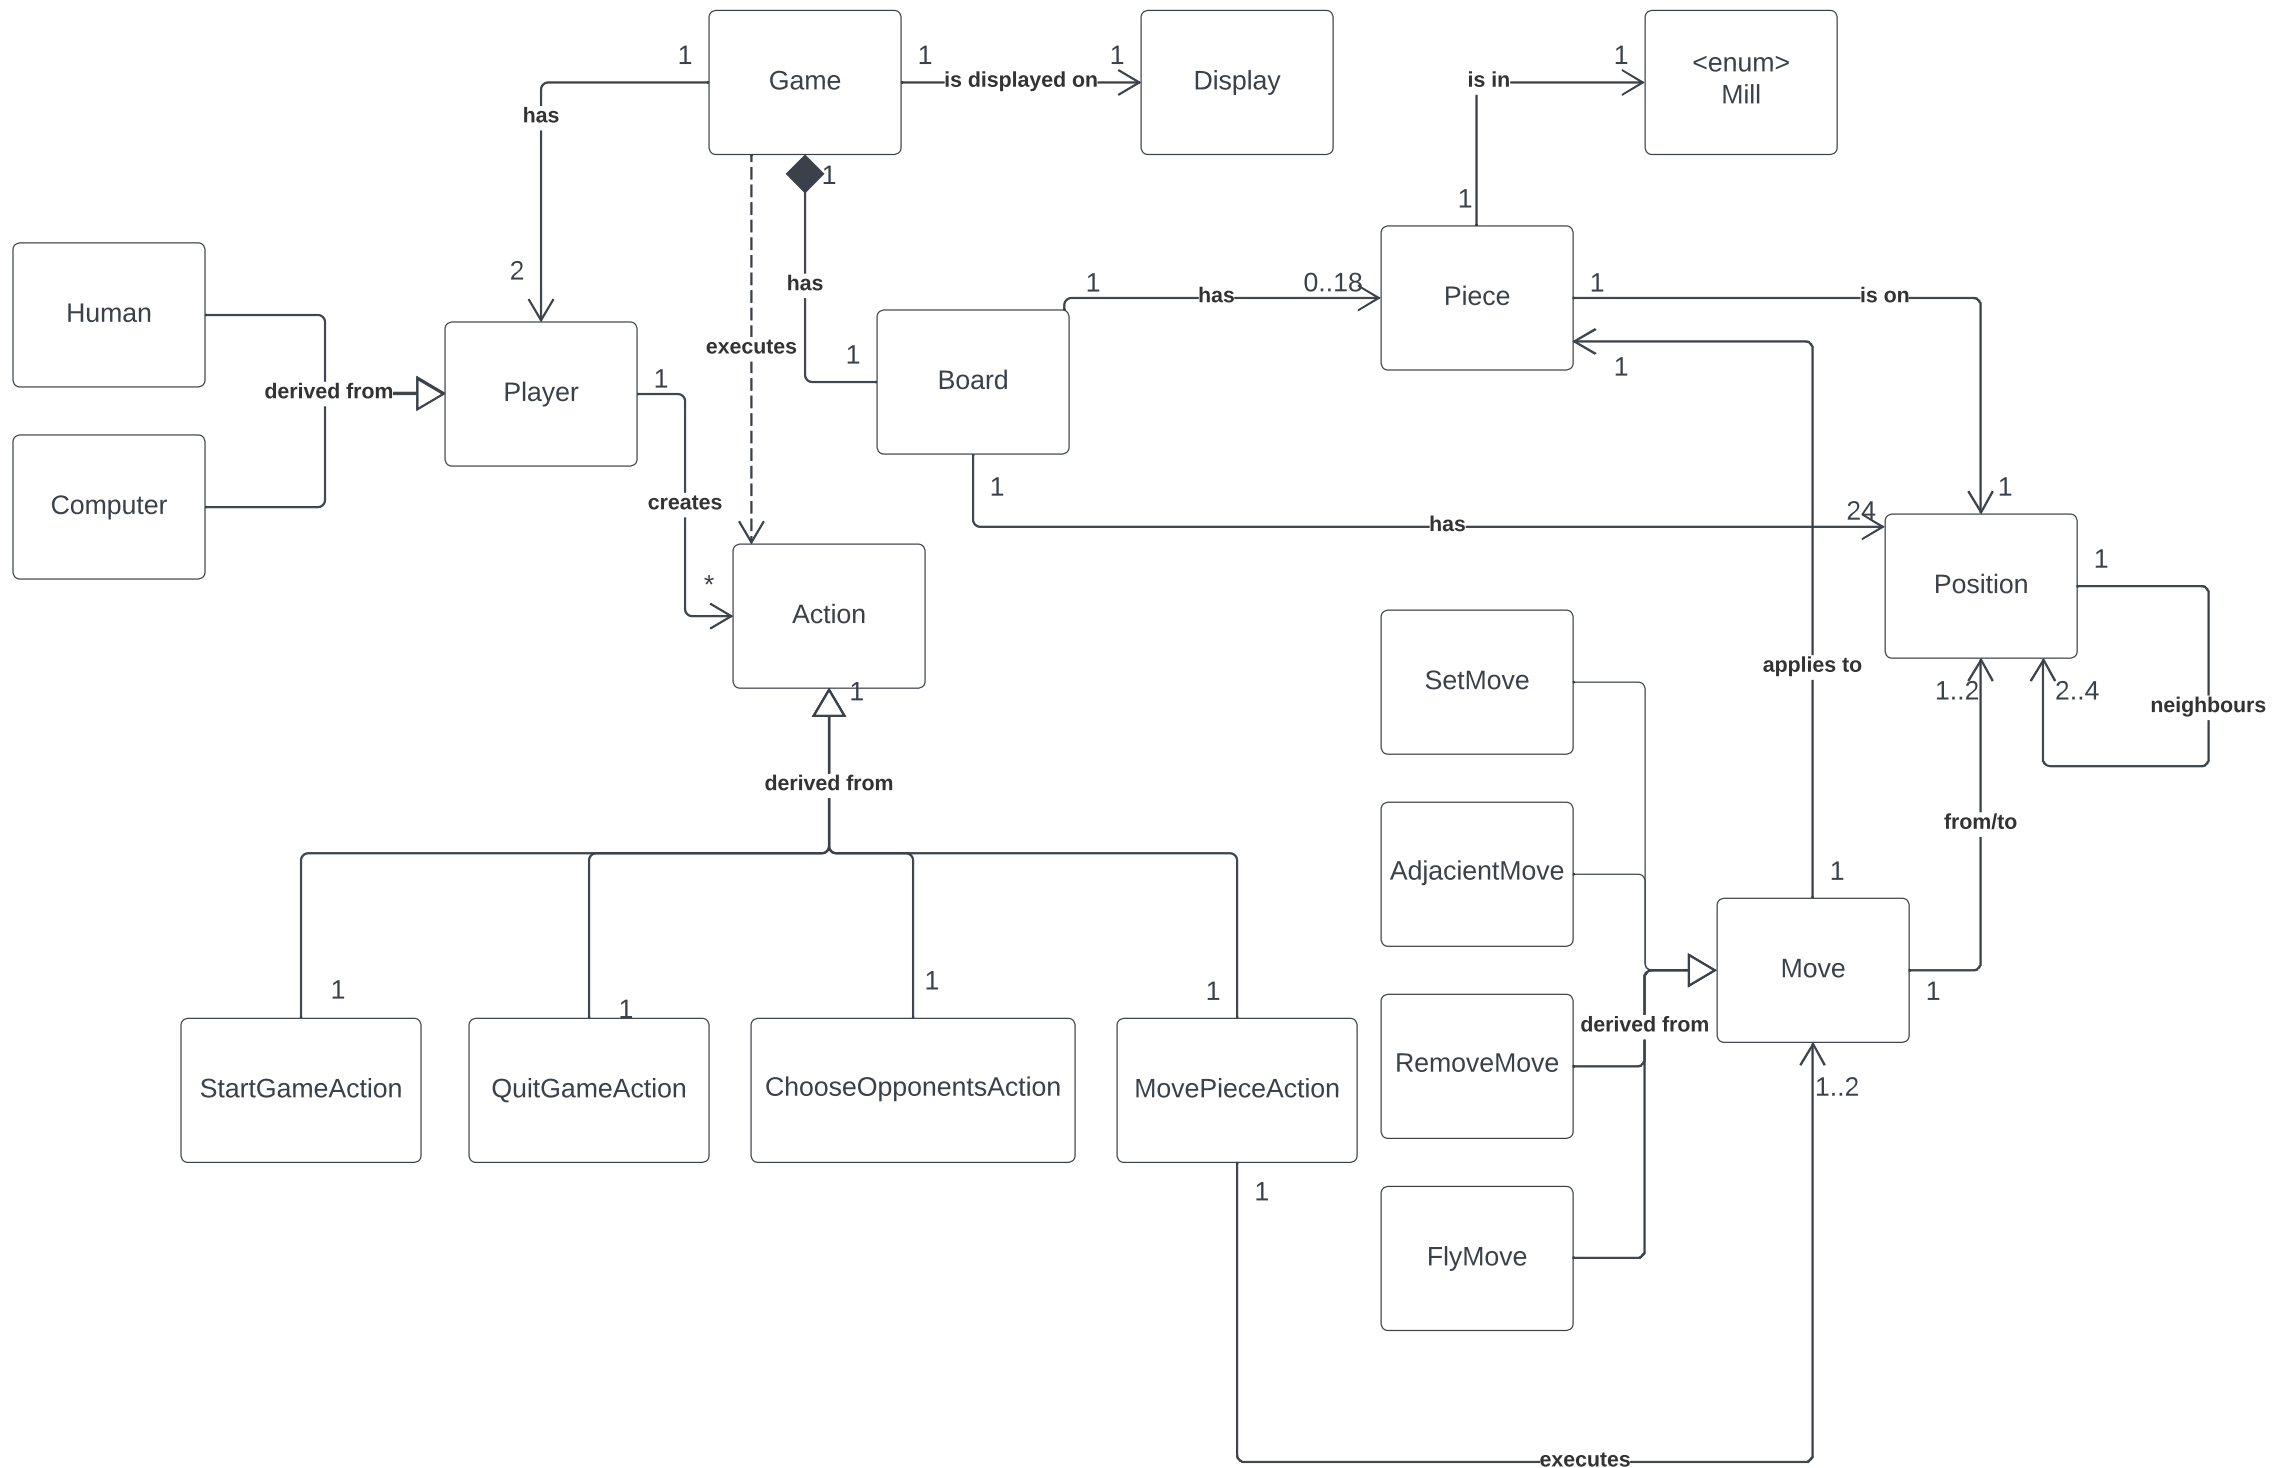 1
Game
1
is displayed on
1
Display
is in
1
<enum>
Mill
has
1
1
2
has
1
has
0..18
Piece
1
is on
Human
derived from
Player
1
executes
1
Board
1
Computer
creates
*
Action
1
has
24
1
Position
1
1
SetMove
applies to
1..2
2..4
neighbours
derived from
AdjacientMove
from/to
1
1
1
1
1
Move
1
RemoveMove
derived from
StartGameAction
QuitGameAction
ChooseOpponentsAction
MovePieceAction
1..2
1
FlyMove
executes